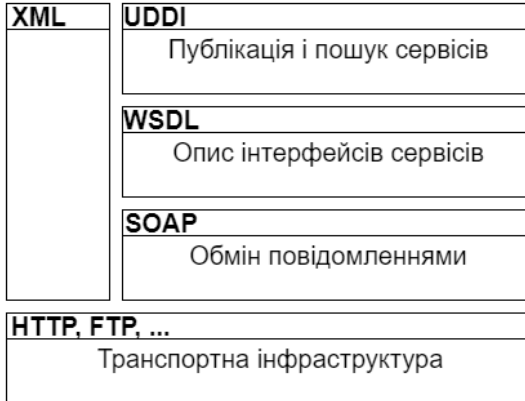 XML
UDDI
Публікація і пошук сервісів
WSDL
Опис інтерфейсів сервісів
SOAP
Обмін повідомленнями
HTTP, FTP, ...
Транспортна інфраструктура